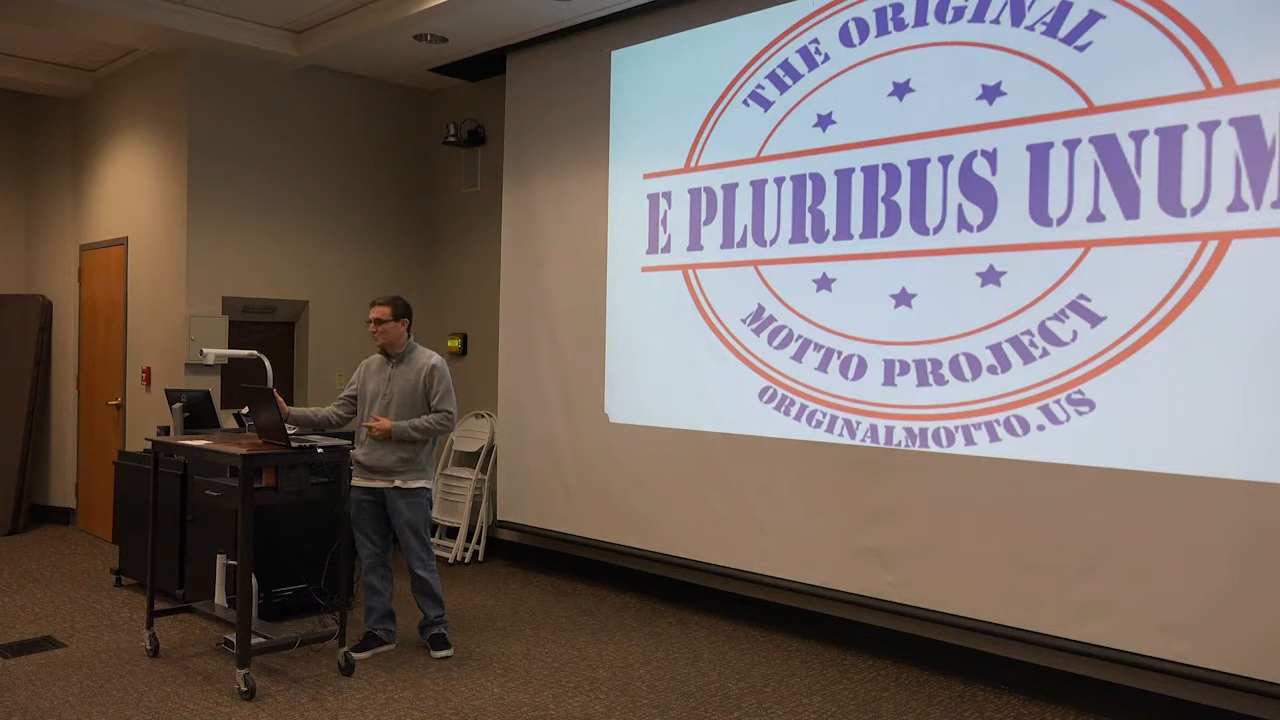 THE ORIGINAL
E PLURIBUS UNUM
MOTTO PROJECT
ORIGINALMOTTO.US